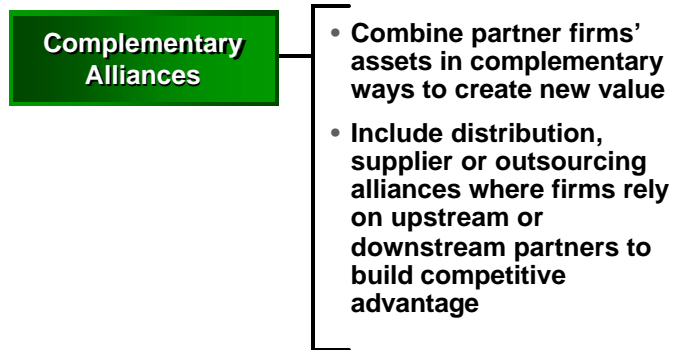 Complementary
Alliances
• Combine partner firms’
assets in complementary
ways to create new value
• Include distribution,
supplier or outsourcing
alliances where firms rely
on upstream or
downstream partners to
build competitive
advantage